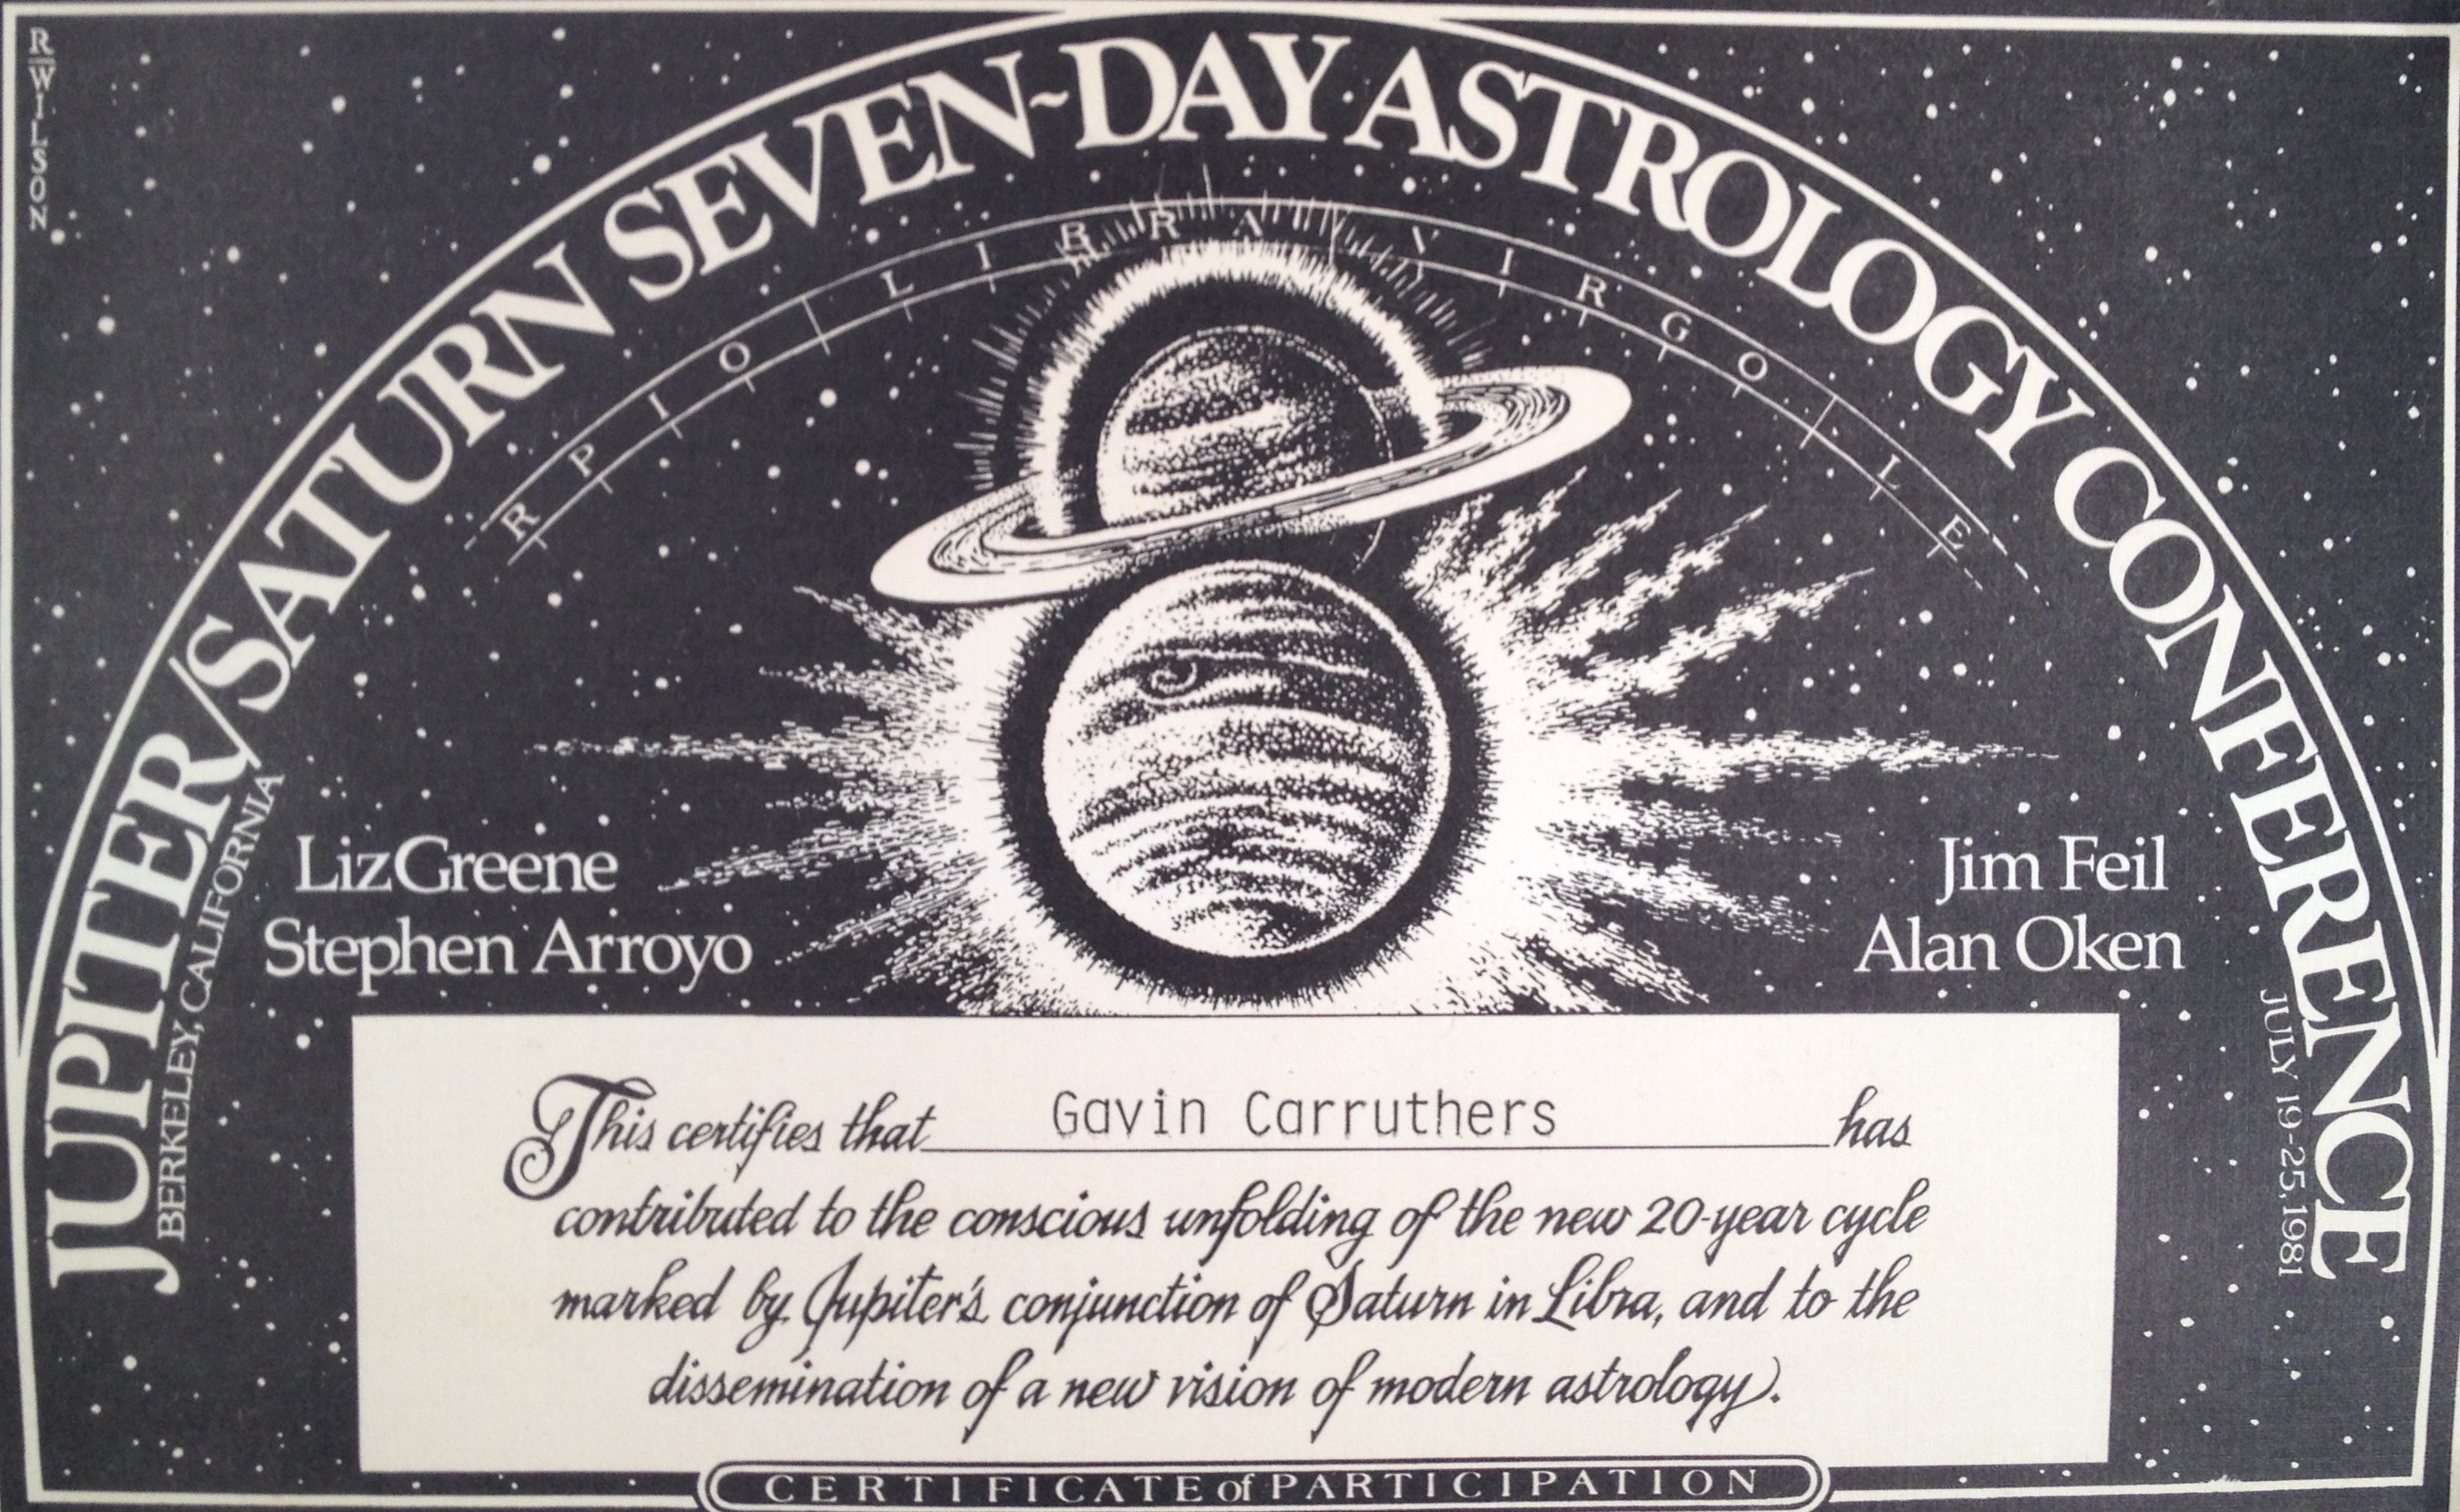 R WILSON
JUPITER/SATURN SEVEN-DAY ASTROLOGY CONFERENCE
RPIO LIBRA VIRGO LE
BERKELEY, CALIFORNIA
JULY 19-25, 1981
Liz Greene
Stephen Arroyo
Jim Feil
Alan Oken
This certifies that Gavin Carruthers has
contributed to the conscious unfolding of the new 20-year cycle
marked by Jupiter's conjunction of Saturn in Libra, and to the
dissemination of a new vision of modern astrology.
CERTIFICATE of PARTICIPATION